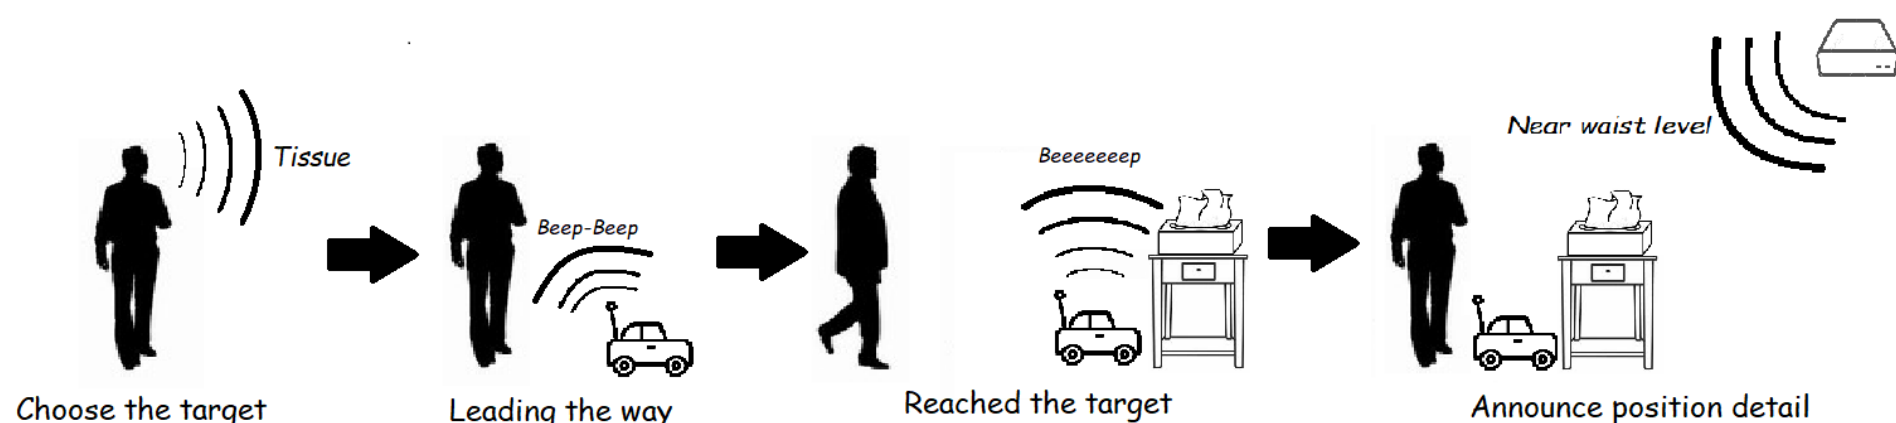 Tissue
Choose the target
Beep-Beep
Leading the way
Beeeeeeep
Reached the target
Near waist level
Announce position detail